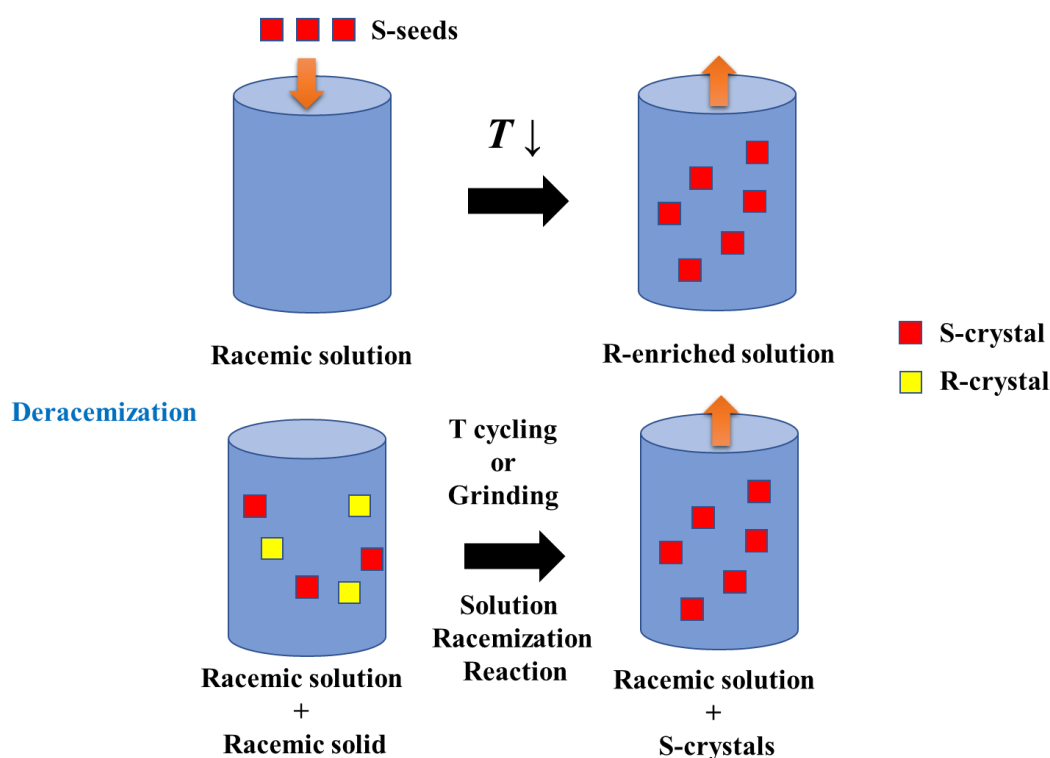 S-seeds
T ↓
Racemic solution
R-enriched solution
S-crystal
R-crystal
Deracemization
T cycling
or
Grinding
Solution
Racemization
Reaction
Racemic solution
+
Racemic solid
Racemic solution
+
S-crystals